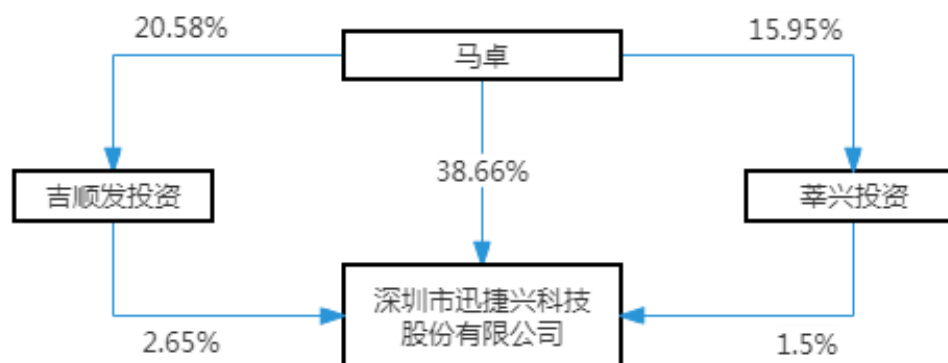 20.58%
马卓
15.95%
38.66%
吉顺发投资
莘兴投资
深圳市迅捷兴科技
股份有限公司
2.65%
1.5%